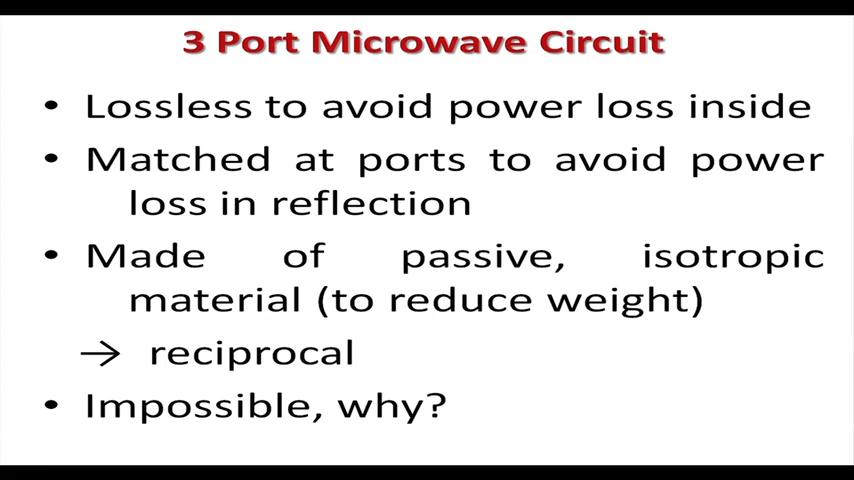 3 Port Microwave Circuit
• Lossless to avoid power loss inside
• Matched at ports to avoid power
loss in reflection
• Made of passive, isotropic
material (to reduce weight)
→ reciprocal
• Impossible, why?